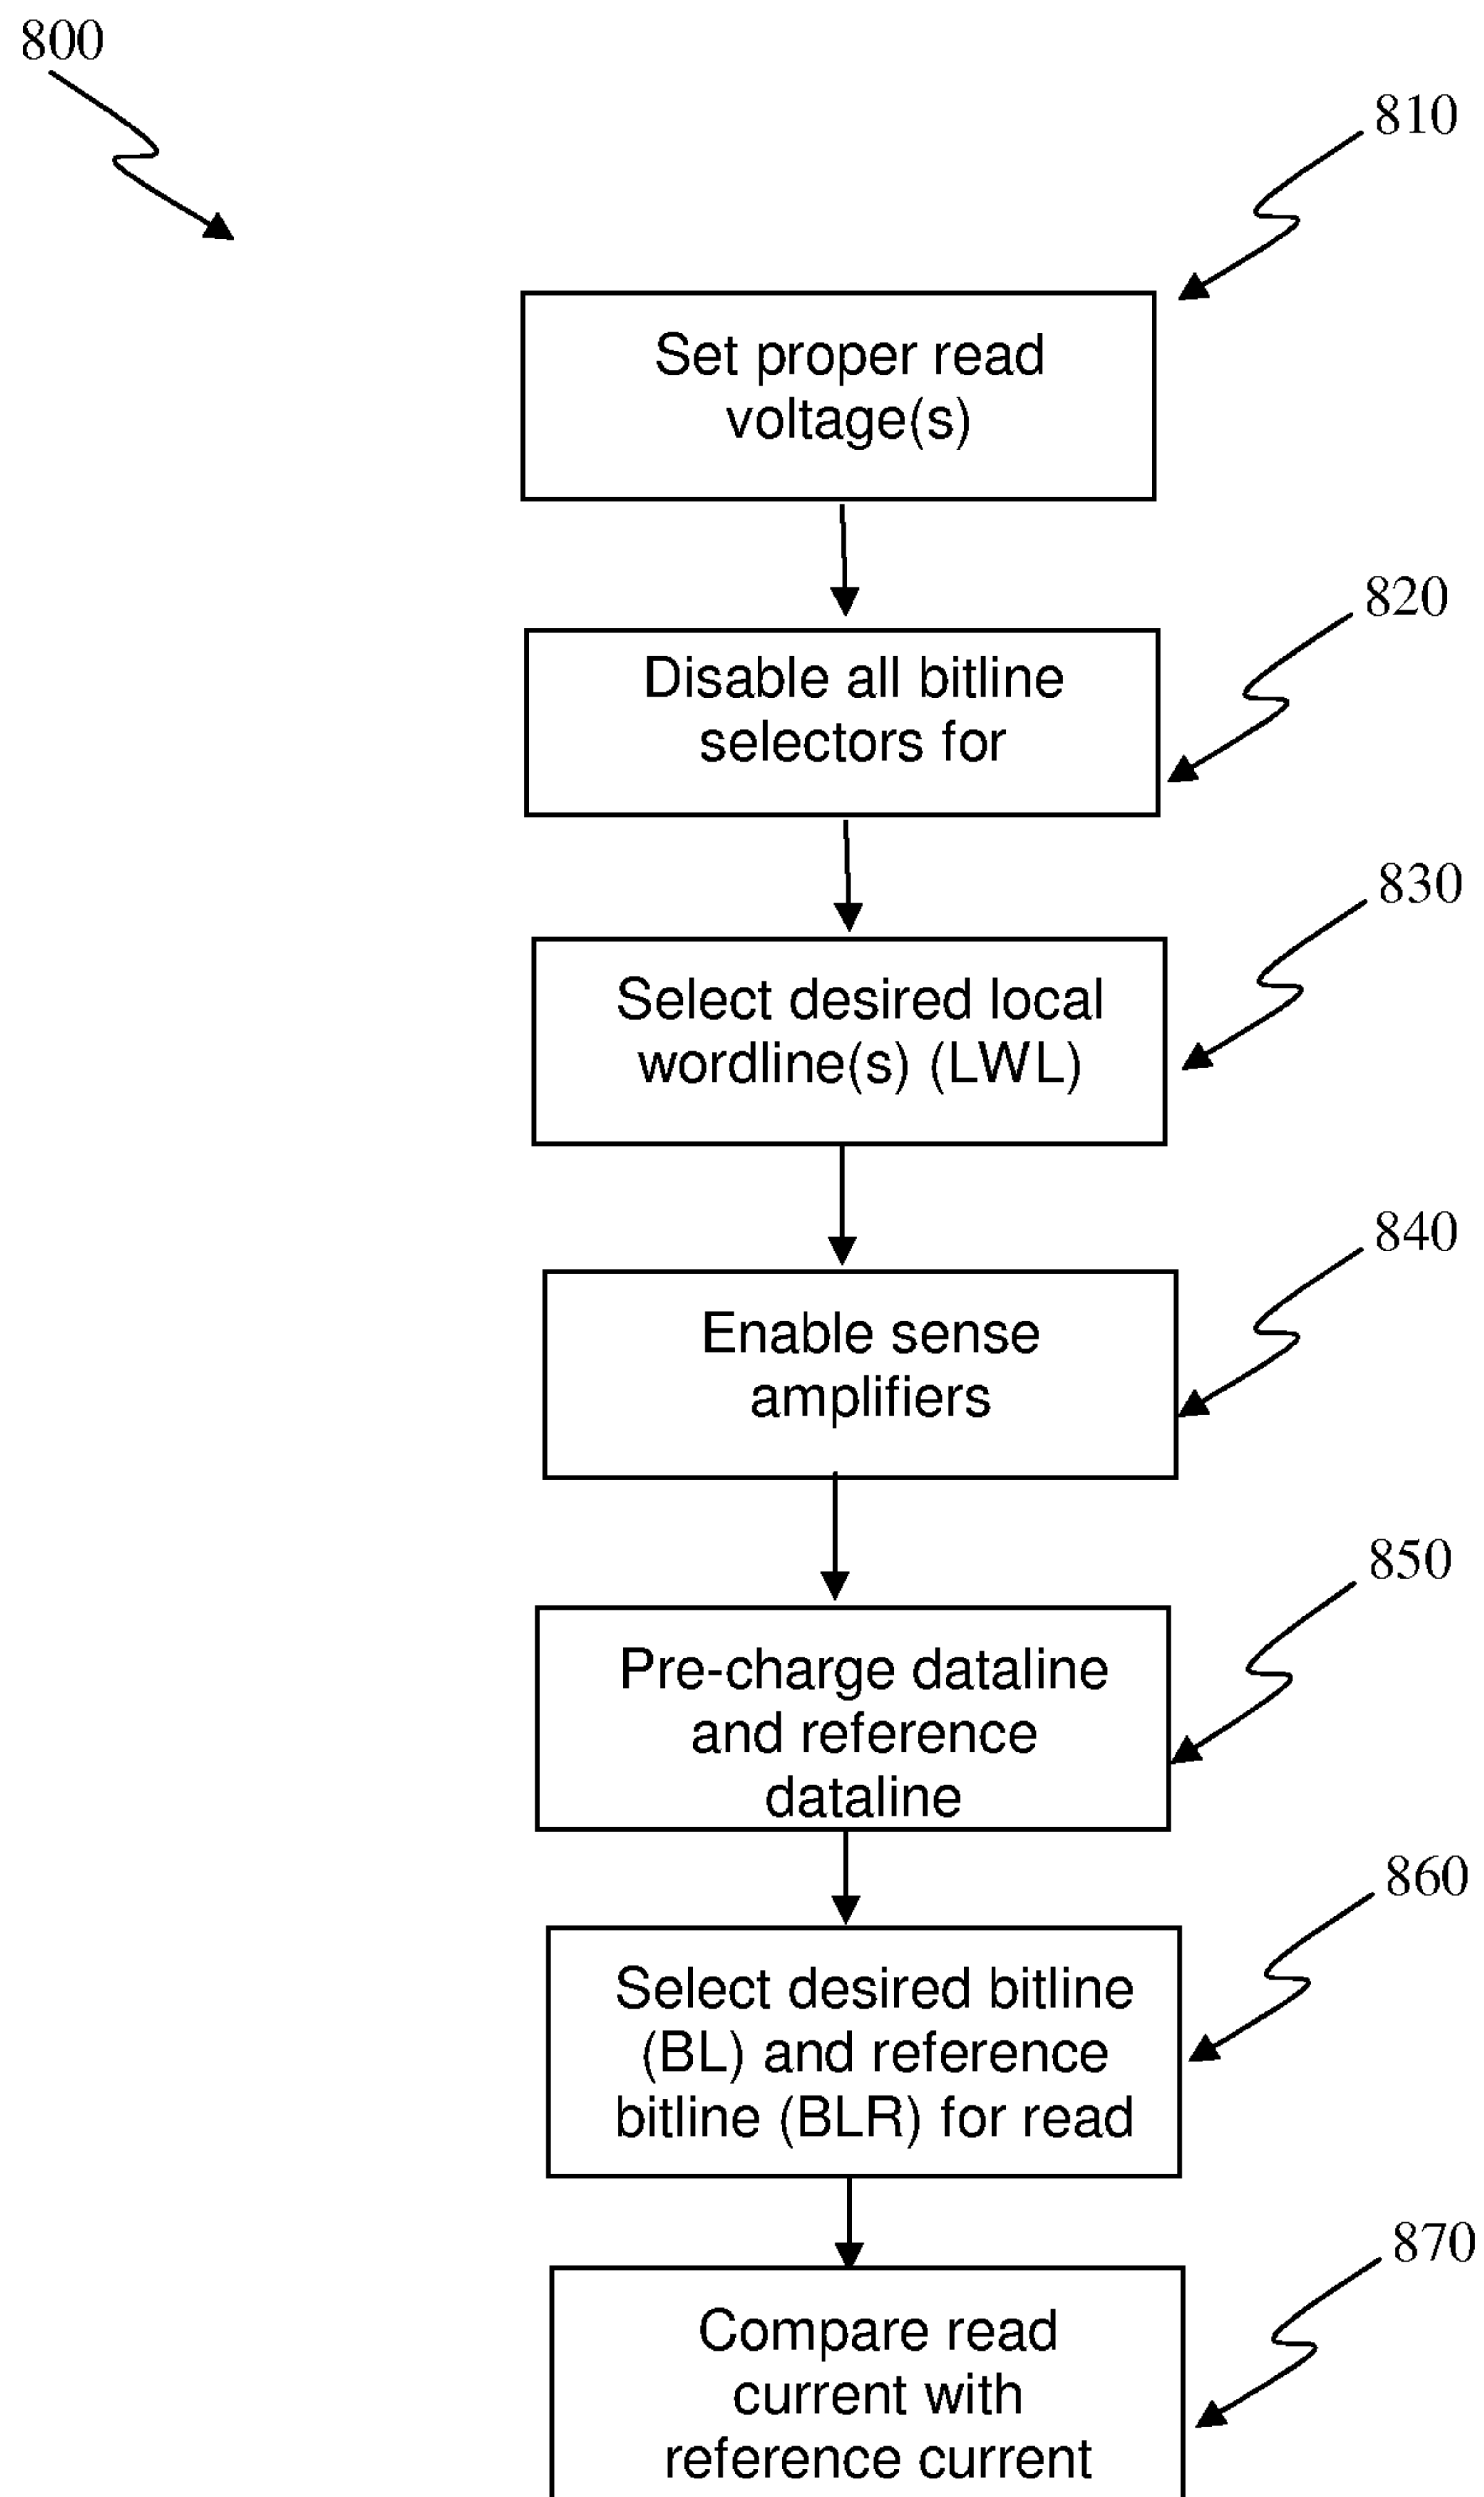 800
810
Set proper read
voltage(s)
820
Disable all bitline
selectors for
830
Select desired local
wordline(s) (LWL)
840
Enable sense
amplifiers
850
Pre-charge dataline
and reference
dataline
860
Select desired bitline
(BL) and reference
bitline (BLR) for read
870
Compare read
current with
reference current